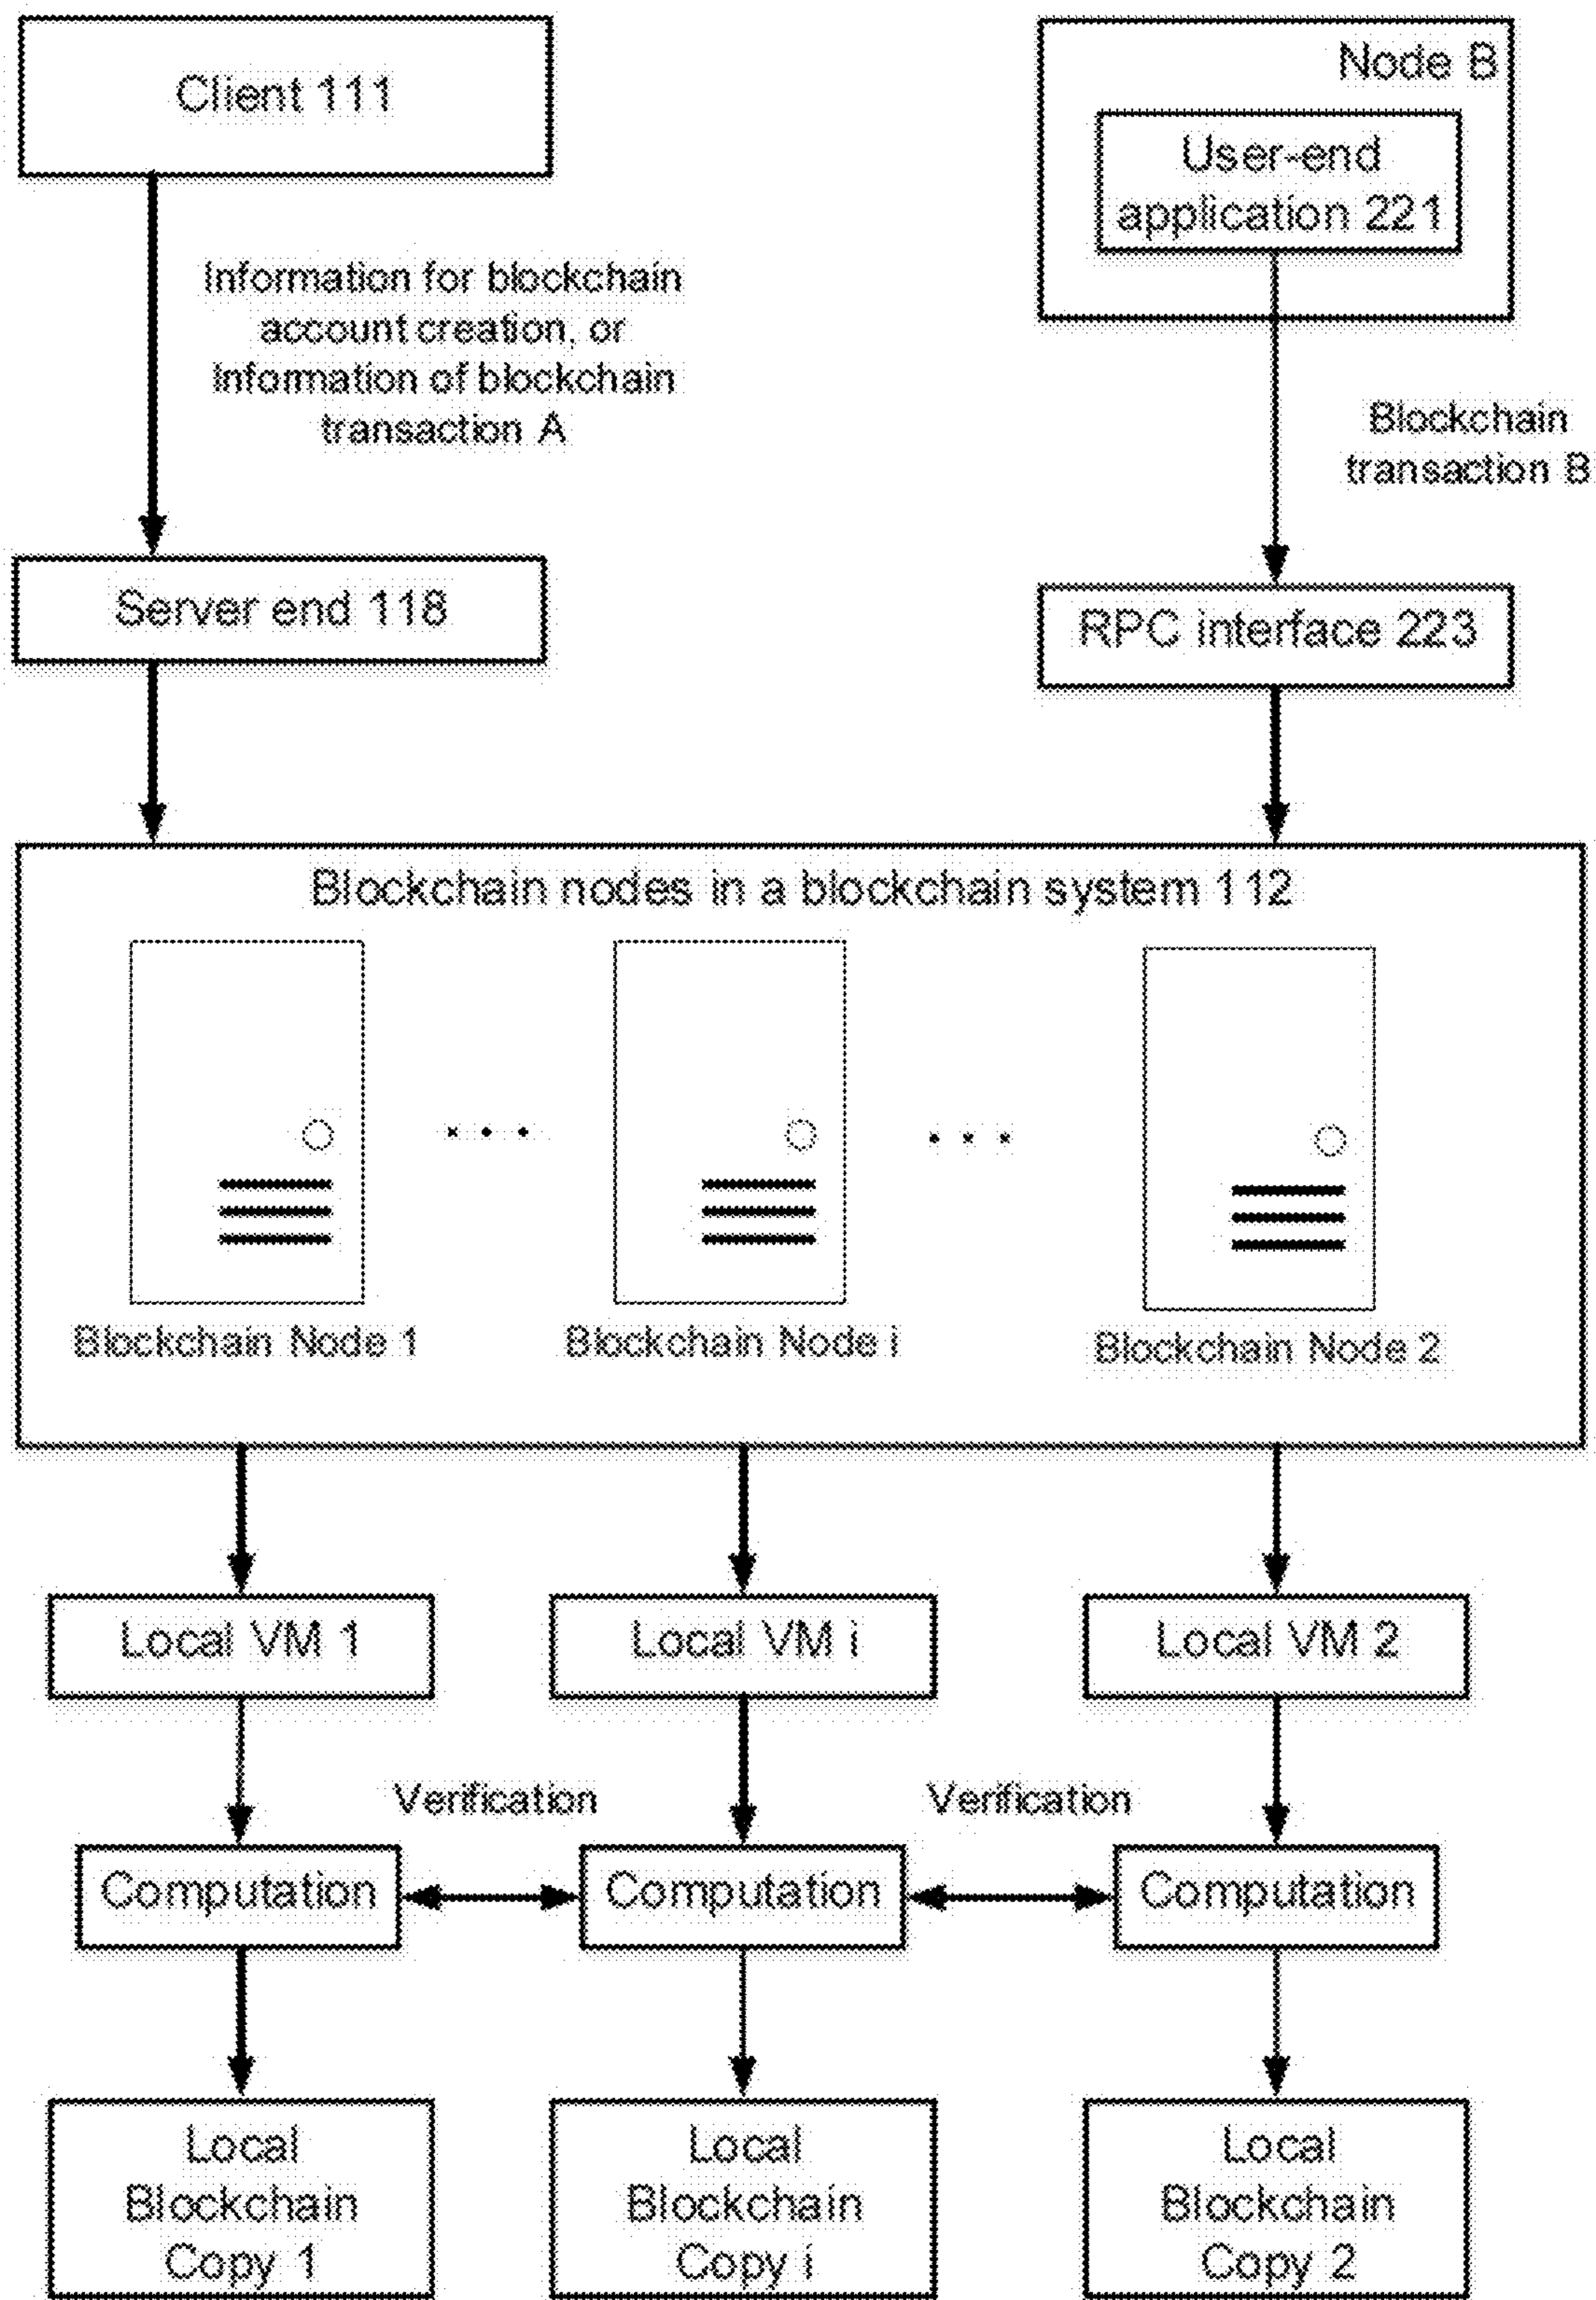 Client 111
Node B
User-end
application 221
Information for blockchain
account creation, or
Information of blockchain
transaction A
Blockchain
transaction B
Server end 118
RPC interface 223
Blockchain nodes in a blockchain system 112
Blockchain Node 1
Blockchain Node i
Blockchain Node 2
Local VM 1
Local VM i
Local VM 2
Verification
Verification
Computation
Computation
Computation
Local
Blockchain
Copy 1
Local
Blockchain
Copy i
Local
Blockchain
Copy 2